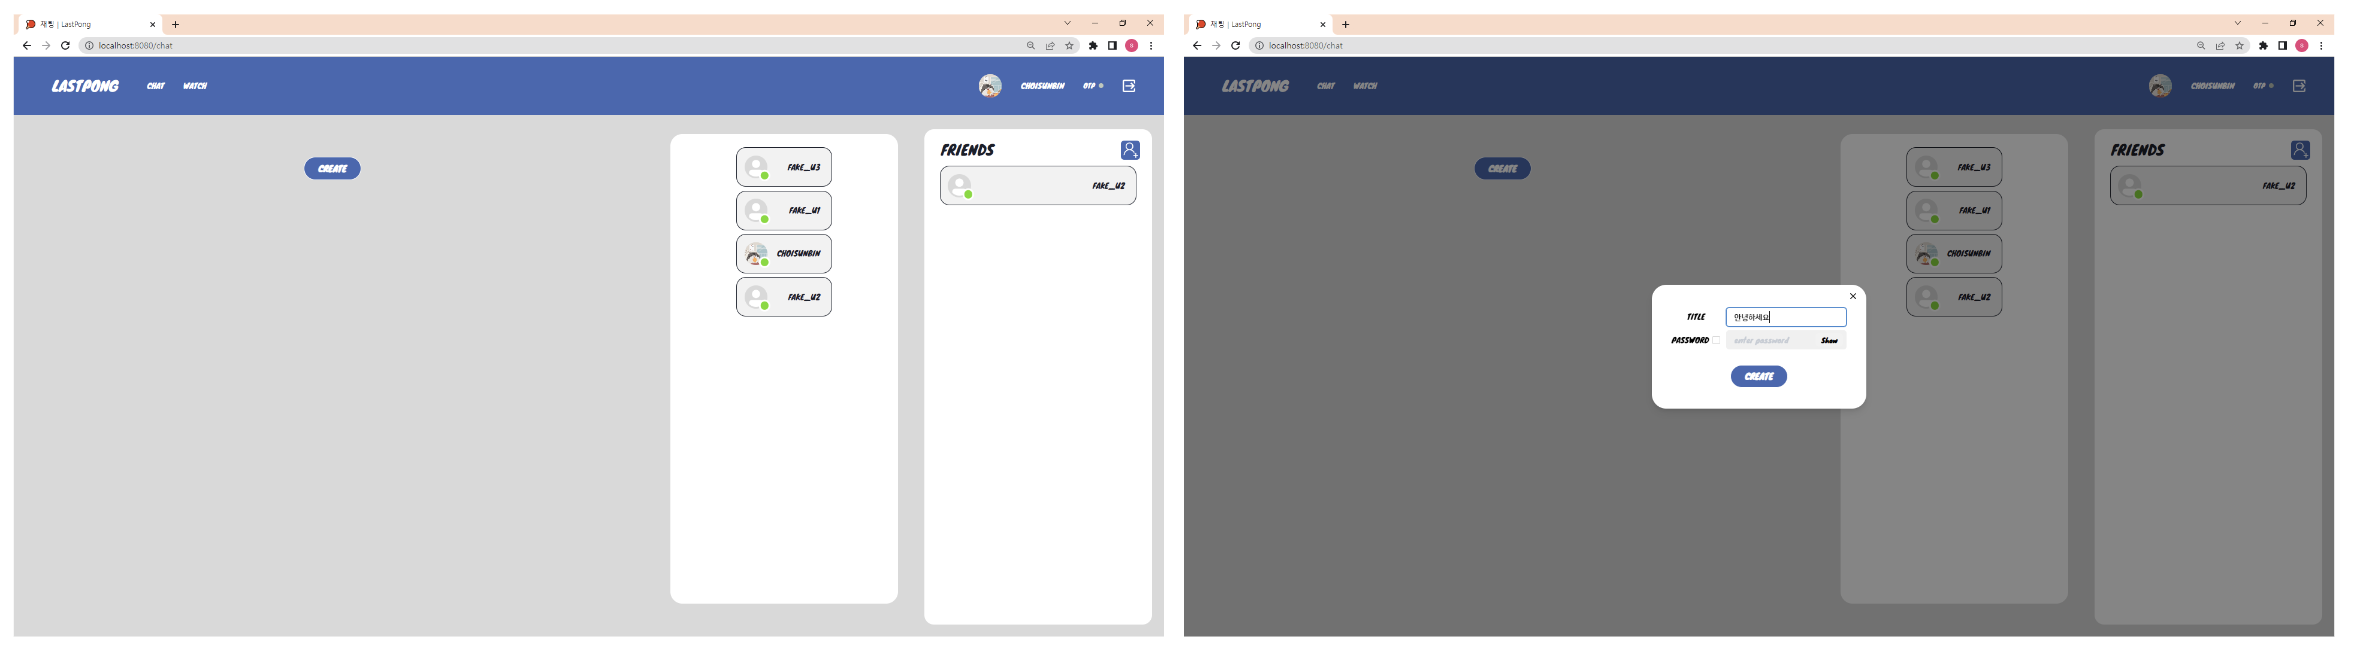 채팅 | LastPong
localhost:8080/chat
LASTPONG CHAT WATCH CHOISUNBIN OTP
CREATE
FAKE_U3
FAKE_U1
CHOISUNBIN
FAKE_U2
FRIENDS
FAKE_U2
채팅 | LastPong
localhost:8080/chat
LASTPONG CHAT WATCH CHOISUNBIN OTP
CREATE
FAKE_U3
FAKE_U1
CHOISUNBIN
FAKE_U2
FRIENDS
FAKE_U2
TITLE 안녕하세요
PASSWORD enter password Show
CREATE